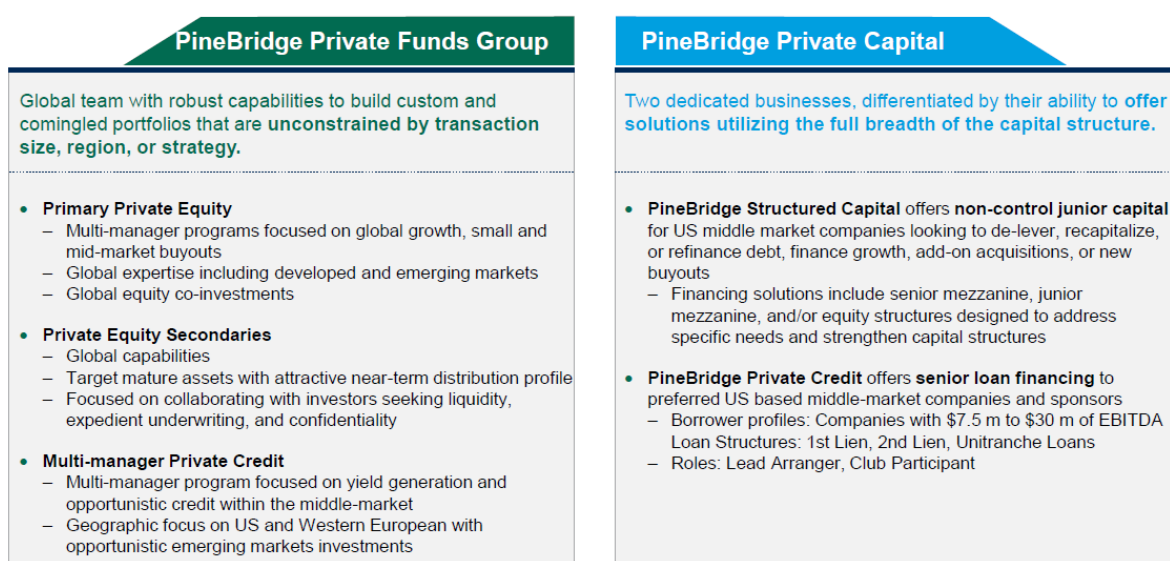 PineBridge Private Funds Group
Global team with robust capabilities to build custom and
comingled portfolios that are unconstrained by transaction
size, region, or strategy.
• Primary Private Equity
– Multi-manager programs focused on global growth, small and
mid-market buyouts
– Global expertise including developed and emerging markets
– Global equity co-investments
• Private Equity Secondaries
– Global capabilities
– Target mature assets with attractive near-term distribution profile
– Focused on collaborating with investors seeking liquidity,
expedient underwriting, and confidentiality
• Multi-manager Private Credit
– Multi-manager program focused on yield generation and
opportunistic credit within the middle-market
– Geographic focus on US and Western European with
opportunistic emerging markets investments
PineBridge Private Capital
Two dedicated businesses, differentiated by their ability to offer
solutions utilizing the full breadth of the capital structure.
• PineBridge Structured Capital offers non-control junior capital
for US middle market companies looking to de-lever, recapitalize,
or refinance debt, finance growth, add-on acquisitions, or new
buyouts
– Financing solutions include senior mezzanine, junior
mezzanine, and/or equity structures designed to address
specific needs and strengthen capital structures
• PineBridge Private Credit offers senior loan financing to
preferred US based middle-market companies and sponsors
– Borrower profiles: Companies with $7.5 m to $30 m of EBITDA
Loan Structures: 1st Lien, 2nd Lien, Unitranche Loans
– Roles: Lead Arranger, Club Participant